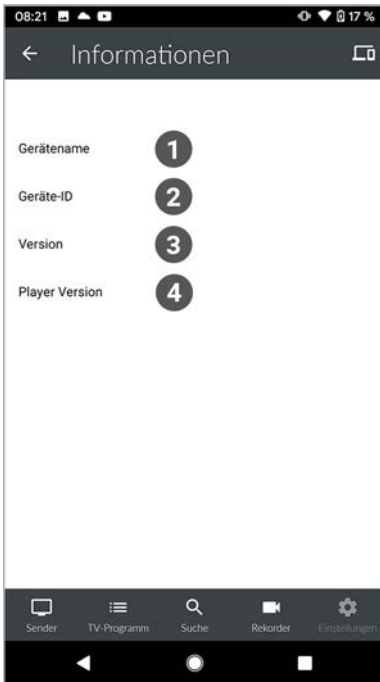 08:21 17 %
Informationen
Gerätename 1
Geräte-ID 2
Version 3
Player Version 4
Sender TV-Programm Suche Rekorder Einstellungen